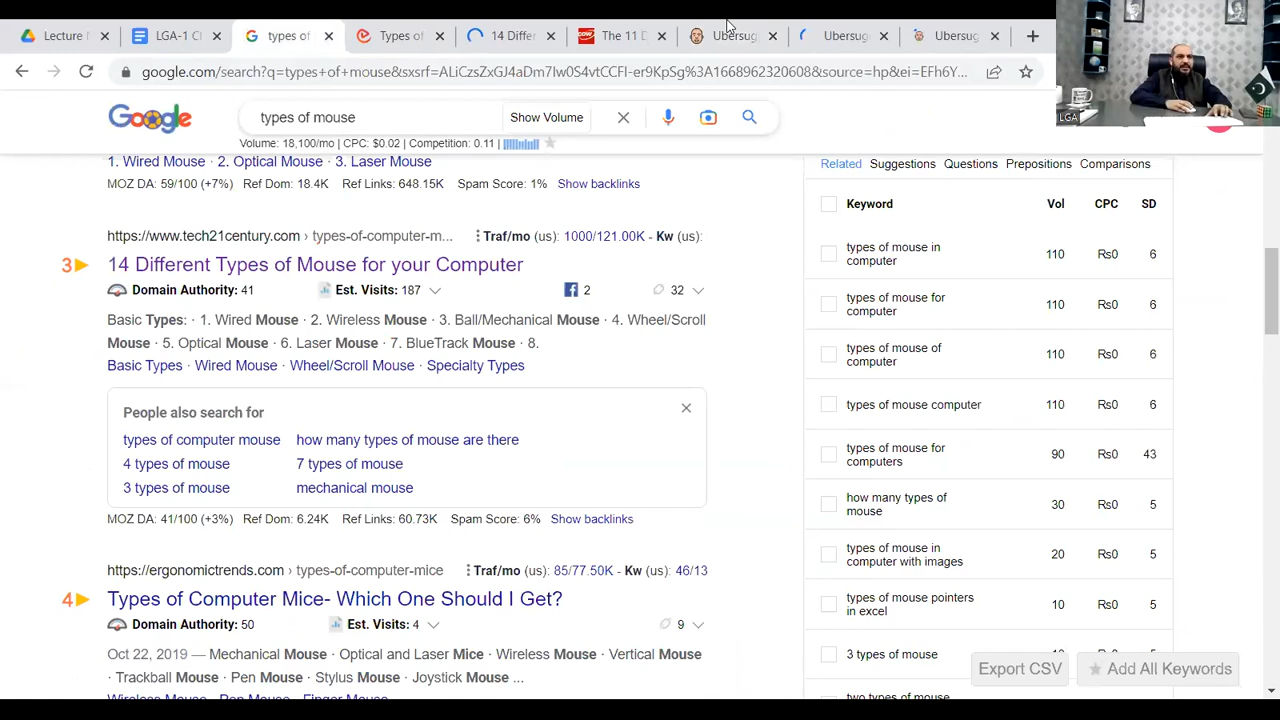 Lecture
LGA-1 C
types of
Types of
14 Differ
CDW
The 11 D
Ubersug
Ubersug
Ubersug
types of mouse
Show Volume
Google
Volume: 18,100/mo | CPC: $0.02 | Competition: 0.11 |
LGA
1. Wired Mouse · 2. Optical Mouse · 3. Laser Mouse
MOZ DA: 59/100 (+7%) Ref Dom: 18.4K Ref Links: 648.15K Spam Score: 1% Show backlinks
https://www.tech21century.com › types-of-computer-m... Traf/mo (us): 1000/121.00K - Kw (us):
3
14 Different Types of Mouse for your Computer
Domain Authority: 41 Est. Visits: 187 2 32
Basic Types: · 1. Wired Mouse · 2. Wireless Mouse · 3. Ball/Mechanical Mouse · 4. Wheel/Scroll
Mouse · 5. Optical Mouse · 6. Laser Mouse · 7. BlueTrack Mouse · 8.
Basic Types · Wired Mouse · Wheel/Scroll Mouse · Specialty Types
People also search for
types of computer mouse how many types of mouse are there
4 types of mouse 7 types of mouse
3 types of mouse mechanical mouse
MOZ DA: 41/100 (+3%) Ref Dom: 6.24K Ref Links: 60.73K Spam Score: 6% Show backlinks
https://ergonomictrends.com › types-of-computer-mice Traf/mo (us): 85/77.50K - Kw (us): 46/13
4
Types of Computer Mice- Which One Should I Get?
Domain Authority: 50 Est. Visits: 4 9
Oct 22, 2019 — Mechanical Mouse · Optical and Laser Mice · Wireless Mouse · Vertical Mouse
· Trackball Mouse · Pen Mouse · Stylus Mouse · Joystick Mouse ...
Wireless Mouse · Pen Mouse · Finger Mouse
Related Suggestions Questions Prepositions Comparisons
Keyword Vol CPC SD
types of mouse in
computer 110 Rs0 6
types of mouse for
computer 110 Rs0 6
types of mouse of
computer 110 Rs0 6
types of mouse computer 110 Rs0 6
types of mouse for
computers 90 Rs0 43
how many types of
mouse 30 Rs0 5
types of mouse in
computer with images 20 Rs0 5
types of mouse pointers
in excel 10 Rs0 5
3 types of mouse
two types of mouse
Export CSV
Add All Keywords